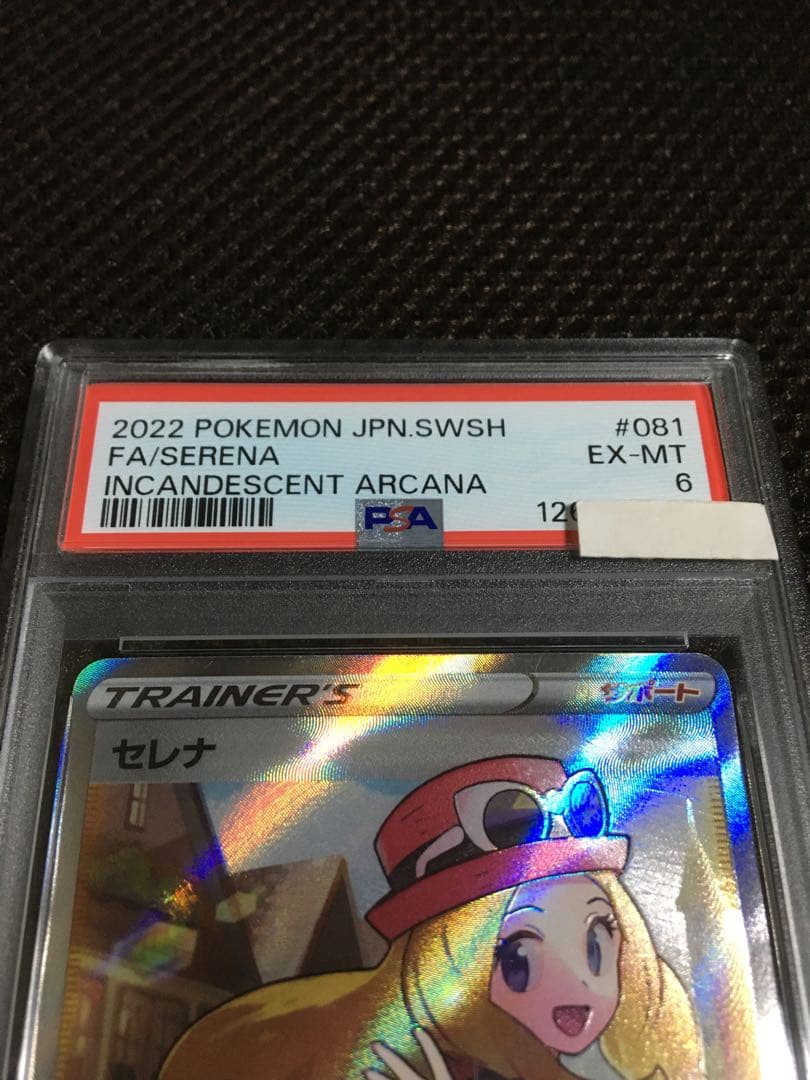 2022 POKEMON JPN.SWSH #081
FA/SERENA EX-MT
INCANDESCENT ARCANA 6
PSA
TRAINER'S サポート
セレナ